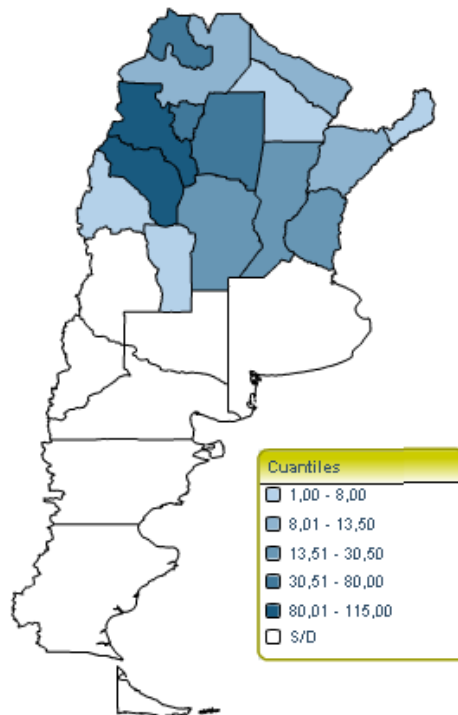 Cuantiles
1,00 - 8,00
8,01 - 13,50
13,51 - 30,50
30,51 - 80,00
80,01 - 115,00
S/D